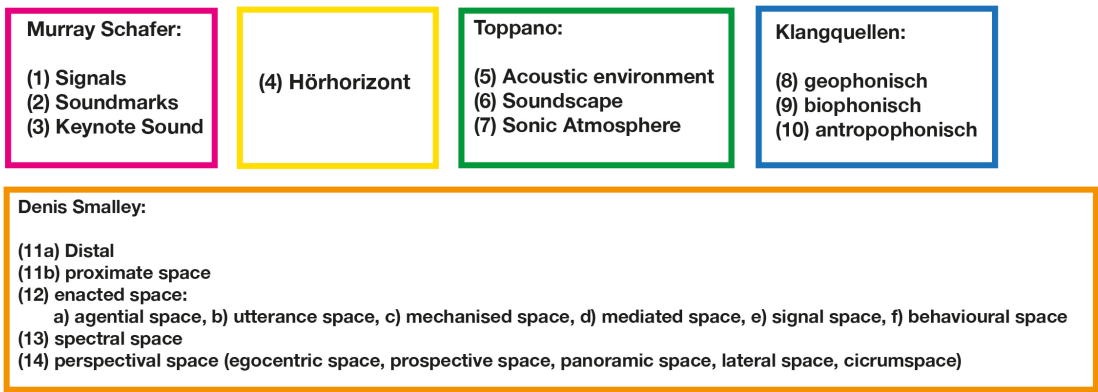 Murray Schafer:
(1) Signals
(2) Soundmarks
(3) Keynote Sound
(4) Hörhorizont
Toppano:
(5) Acoustic environment
(6) Soundscape
(7) Sonic Atmosphere
Klangquellen:
(8) geophonisch
(9) biophonisch
(10) antropophonisch
Denis Smalley:
(11a) Distal
(11b) proximate space
(12) enacted space:
a) agential space, b) utterance space, c) mechanised space, d) mediated space, e) signal space, f) behavioural space
(13) spectral space
(14) perspectival space (egocentric space, prospective space, panoramic space, lateral space, cicrumspace)